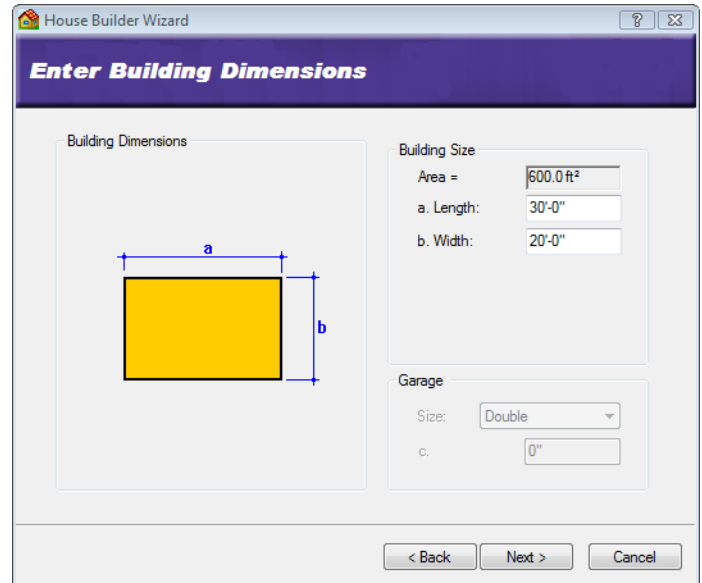 House Builder Wizard
Enter Building Dimensions
Building Dimensions
a
b
Building Size
Area = 600.0 ft²
a. Length: 30'-0"
b. Width: 20'-0"
Garage
Size: Double
c. 0"
< Back Next > Cancel